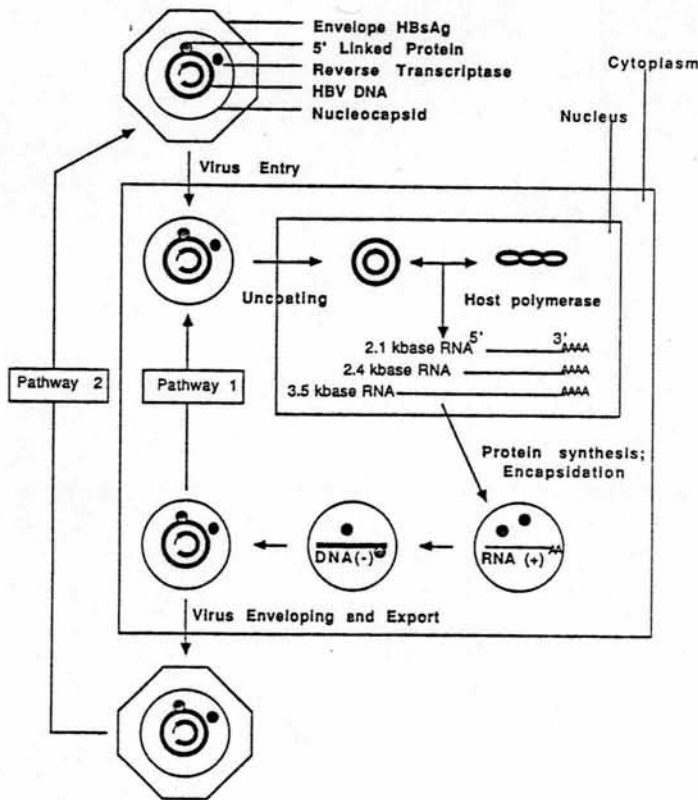 Envelope HBsAg
5' Linked Protein
Reverse Transcriptase
HBV DNA
Nucleocapsid
Cytoplasm
Nucleus
Virus Entry
Uncoating
Host polymerase
5' 3'
2.1 kbase RNA AAAA
2.4 kbase RNA AAAA
3.5 kbase RNA AAAA
Pathway 2
Pathway 1
Protein synthesis;
Encapsidation
DNA(-)
RNA (+) AA
Virus Enveloping and Export